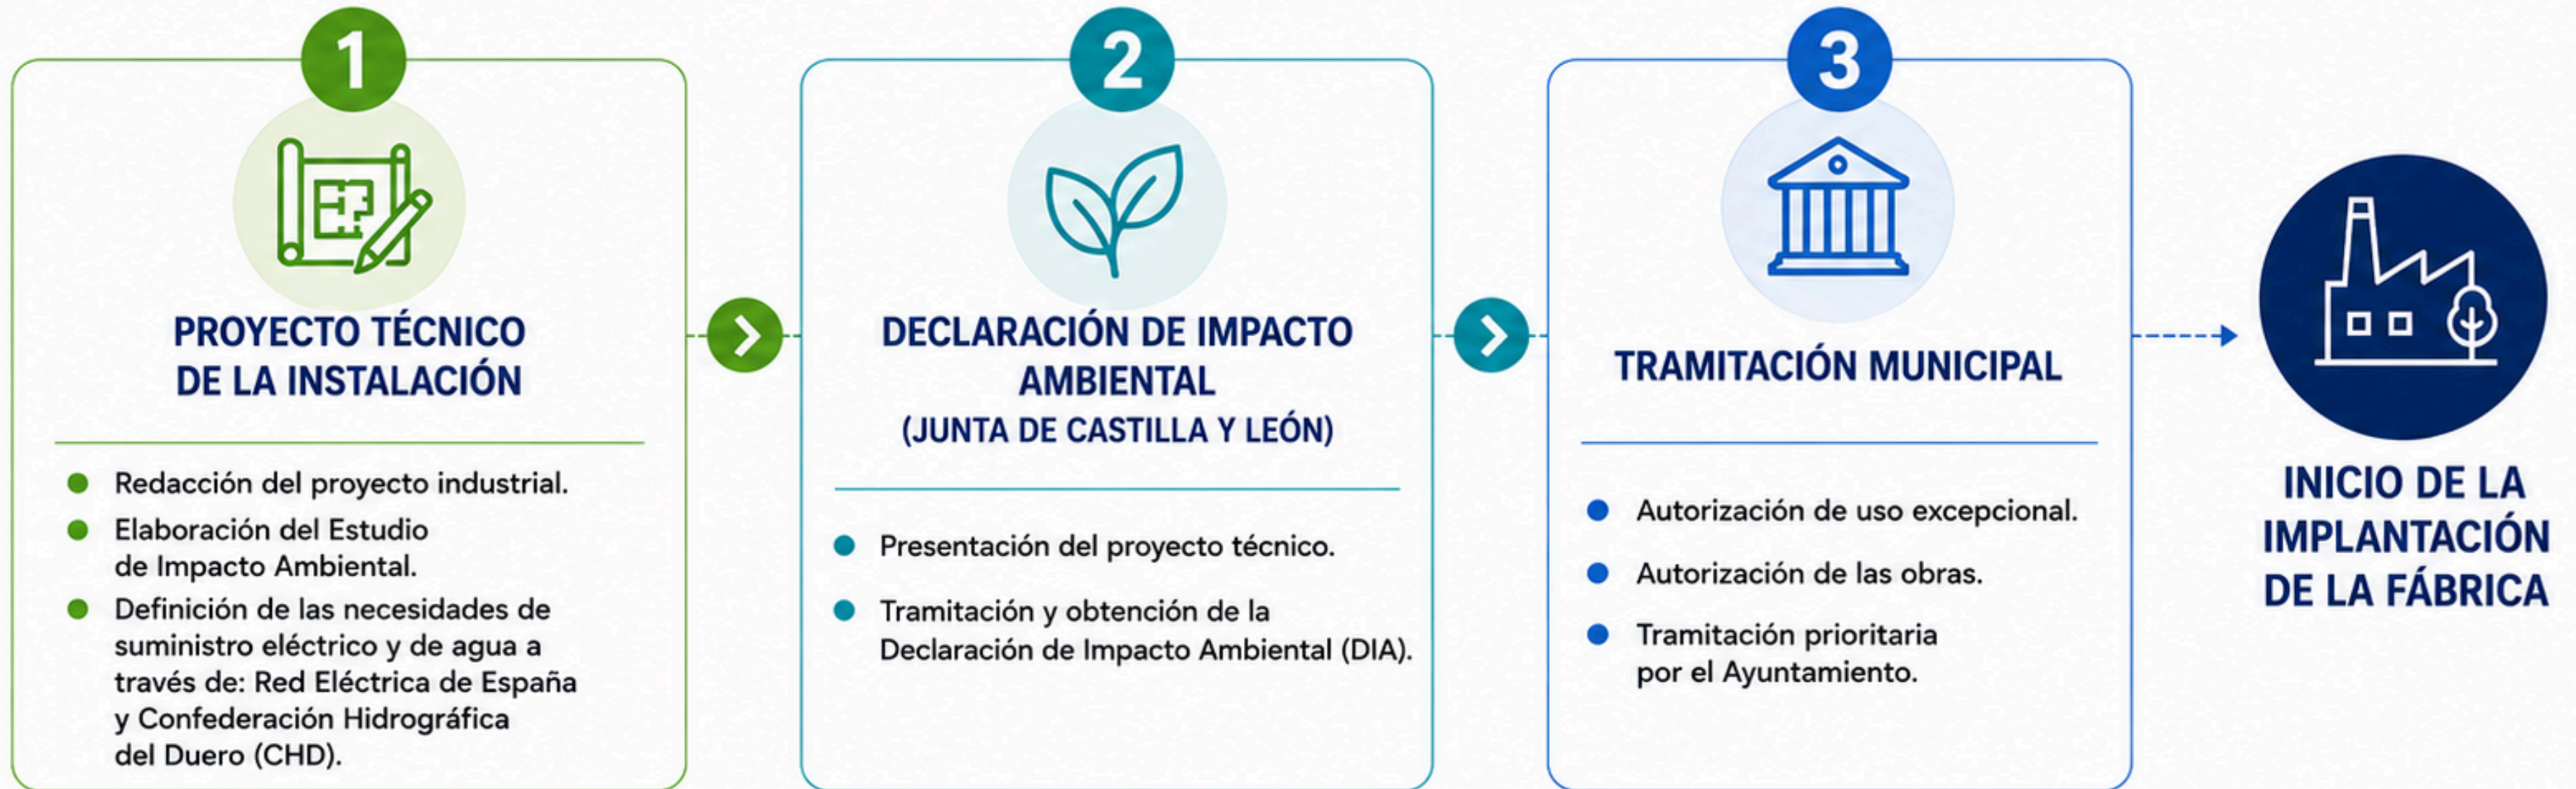 1
PROYECTO TÉCNICO
DE LA INSTALACIÓN
Redacción del proyecto industrial.
Elaboración del Estudio
de Impacto Ambiental.
Definición de las necesidades de
suministro eléctrico y de agua a
través de: Red Eléctrica de España
y Confederación Hidrográfica
del Duero (CHD).
2
DECLARACIÓN DE IMPACTO
AMBIENTAL
(JUNTA DE CASTILLA Y LEÓN)
Presentación del proyecto técnico.
Tramitación y obtención de la
Declaración de Impacto Ambiental (DIA).
3
TRAMITACIÓN MUNICIPAL
Autorización de uso excepcional.
Autorización de las obras.
Tramitación prioritaria
por el Ayuntamiento.
INICIO DE LA
IMPLANTACIÓN
DE LA FÁBRICA